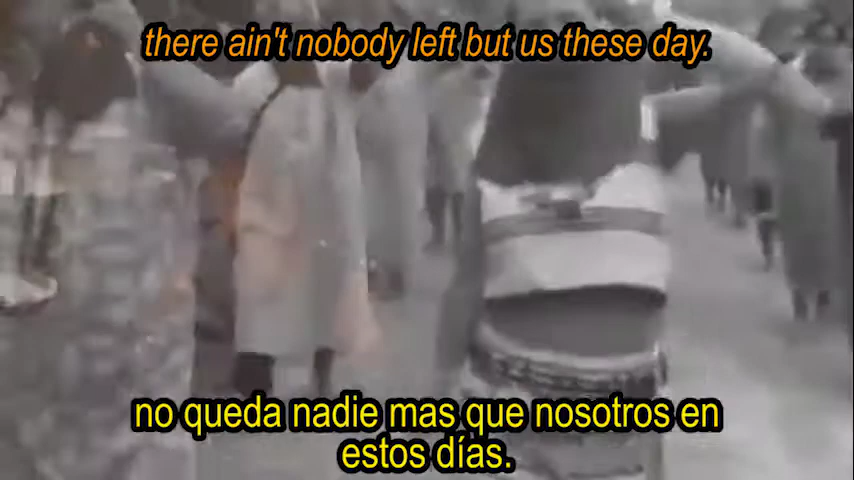 there ain't nobody left but us these day.
no queda nadie mas que nosotros en
estos días.